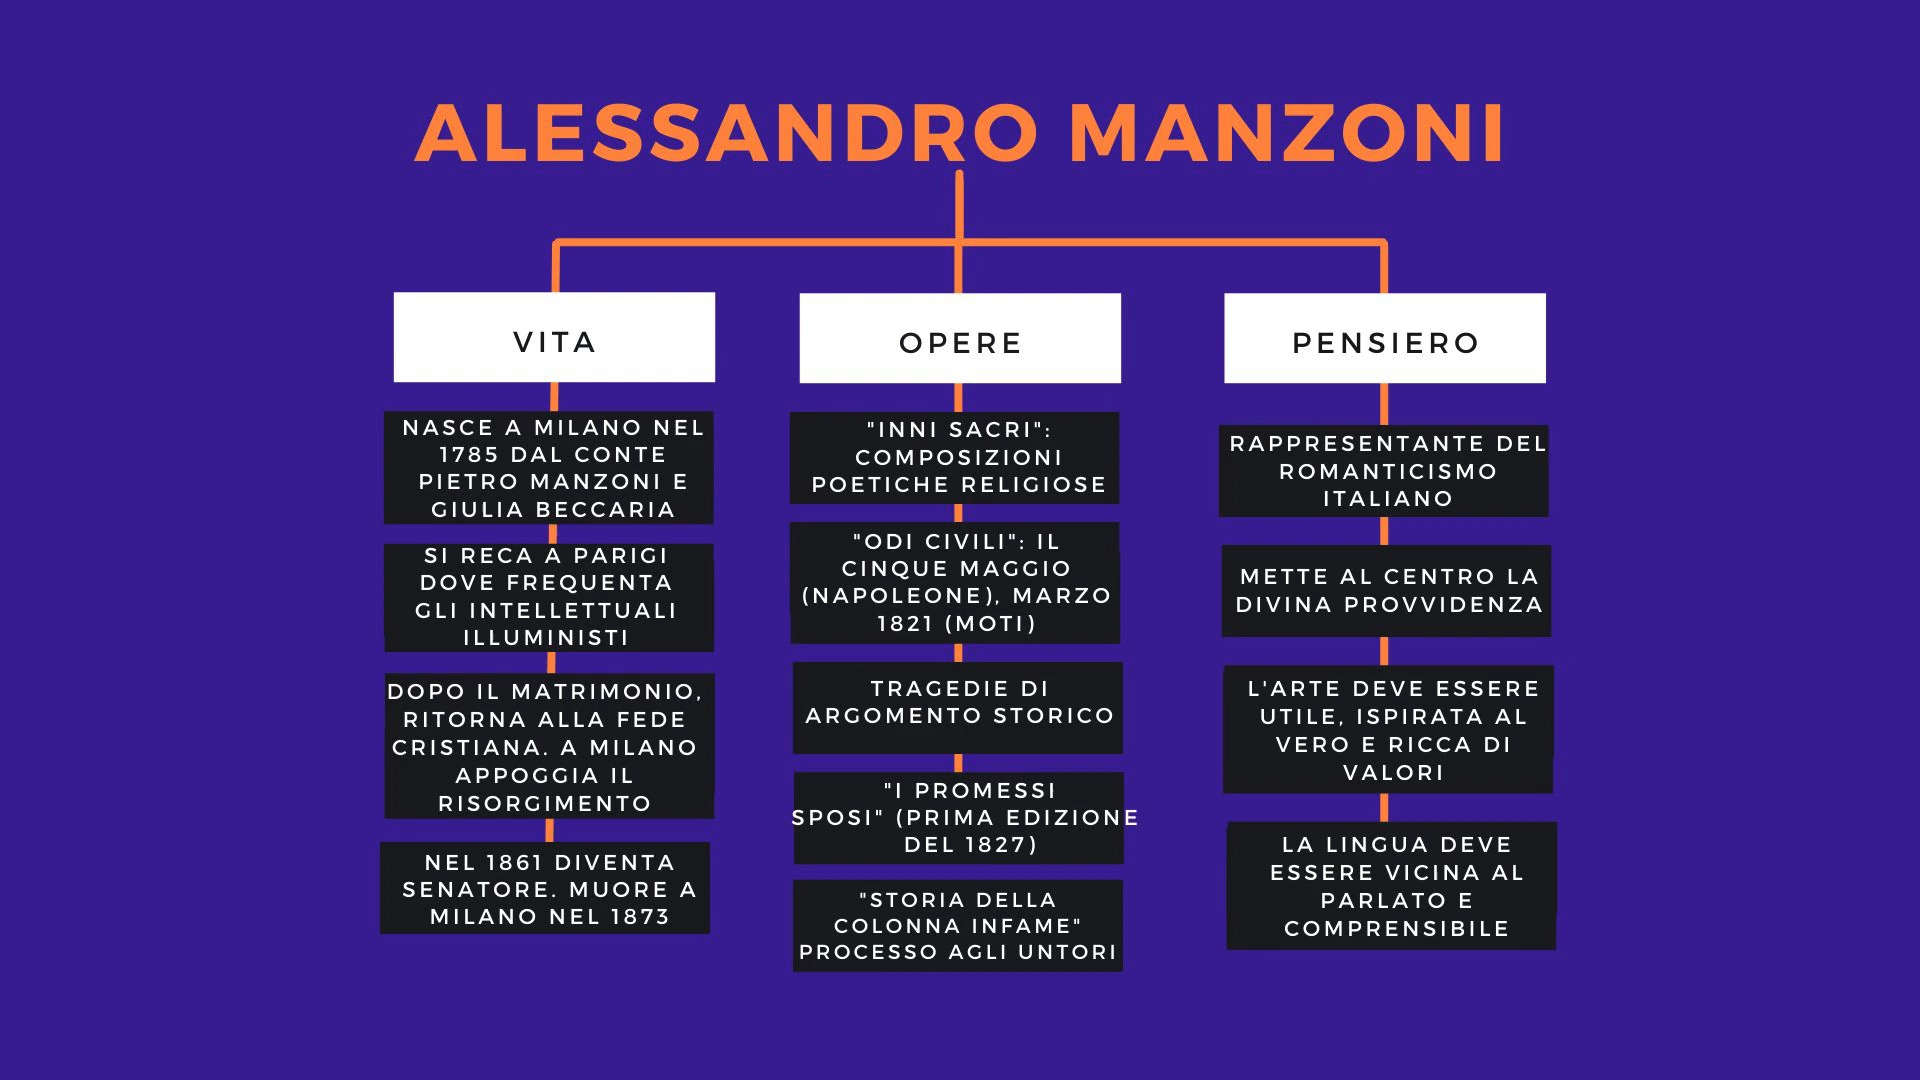 ALESSANDRO MANZONI
VITA
NASCE A MILANO NEL
1785 DAL CONTE
PIETRO MANZONI E
GIULIA BECCARIA
SI RECA A PARIGI
DOVE FREQUENTA
GLI INTELLETTUALI
ILLUMINISTI
DOPO IL MATRIMONIO,
RITORNA ALLA FEDE
CRISTIANA. A MILANO
APPOGGIA IL
RISORGIMENTO
NEL 1861 DIVENTA
SENATORE. MUORE A
MILANO NEL 1873
OPERE
"INNI SACRI":
COMPOSIZIONI
POETICHE RELIGIOSE
"ODI CIVILI": IL
CINQUE MAGGIO
(NAPOLEONE), MARZO
1821 (MOTI)
TRAGEDIE DI
ARGOMENTO STORICO
"I PROMESSI
SPOSI" (PRIMA EDIZIONE
DEL 1827)
"STORIA DELLA
COLONNA INFAME"
PROCESSO AGLI UNTORI
PENSIERO
RAPPRESENTANTE DEL
ROMANTICISMO
ITALIANO
METTE AL CENTRO LA
DIVINA PROVVIDENZA
L'ARTE DEVE ESSERE
UTILE, ISPIRATA AL
VERO E RICCA DI
VALORI
LA LINGUA DEVE
ESSERE VICINA AL
PARLATO E
COMPRENSIBILE